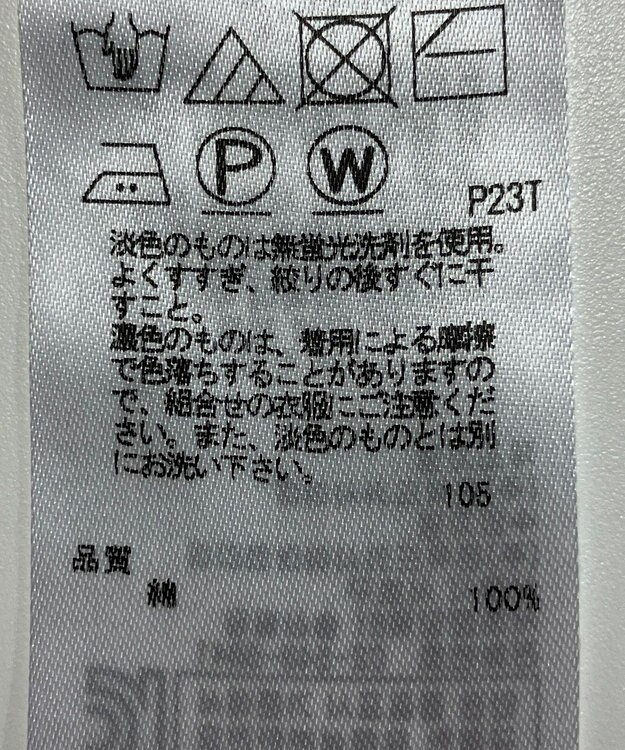 P W
P23T
淡色のものは無蛍光洗剤を使用。
よくすすぎ、絞りの後すぐに干
すこと。
濃色のものは、着用による摩擦
で色落ちすることがありますの
で、組合せの衣服にご注意くだ
さい。また、淡色のものとは別
にお洗い下さい。
105
品質
綿 100%